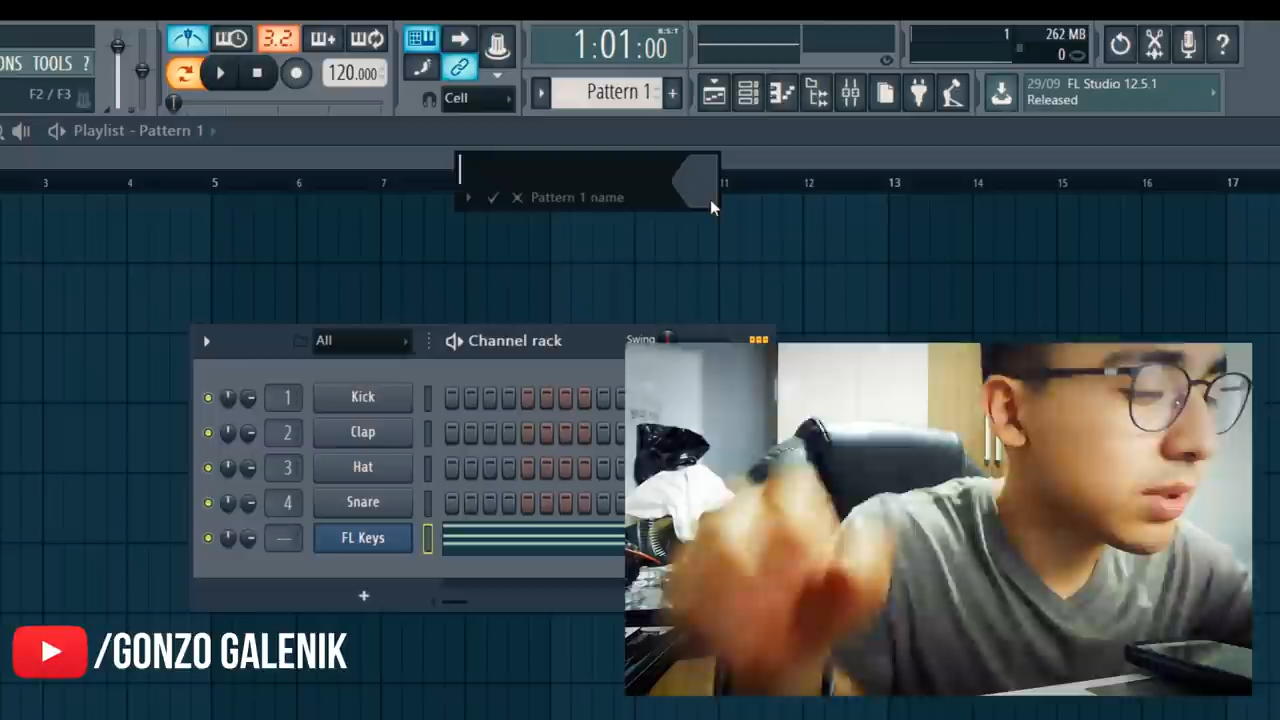 ONS TOOLS ?
F2 / F3
3.2.
120.000
Cell
1:01:00
B:S:T
Pattern 1
+
1
262 MB
0
?
29/09 FL Studio 12.5.1
Released
Playlist - Pattern 1
3 4 5 6 7 11 12 13 14 15 16 17
Pattern 1 name
All
Channel rack
Swing
1 Kick
2 Clap
3 Hat
4 Snare
--- FL Keys
+
/GONZO GALENIK